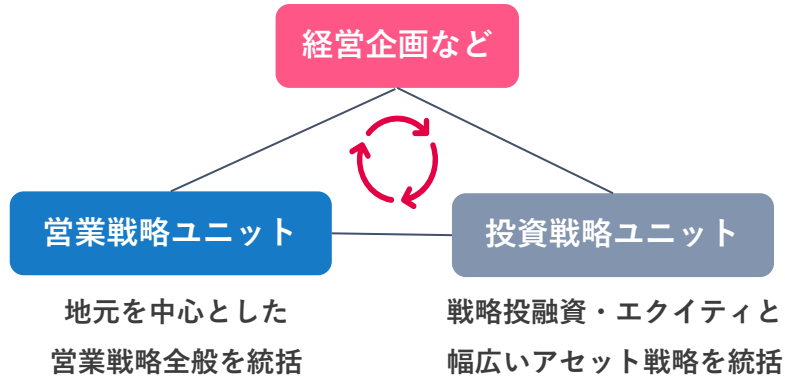 経営企画など
営業戦略ユニット
投資戦略ユニット
地元を中心とした
営業戦略全般を統括
戦略投融資・エクイティと
幅広いアセット戦略を統括